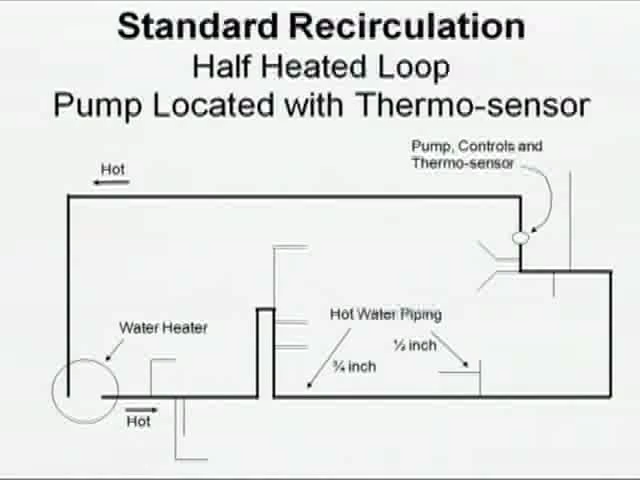 Standard Recirculation
Half Heated Loop
Pump Located with Thermo-sensor
Pump, Controls and
Thermo-sensor
Hot
Hot Water Piping
Water Heater
½ inch
¾ inch
Hot